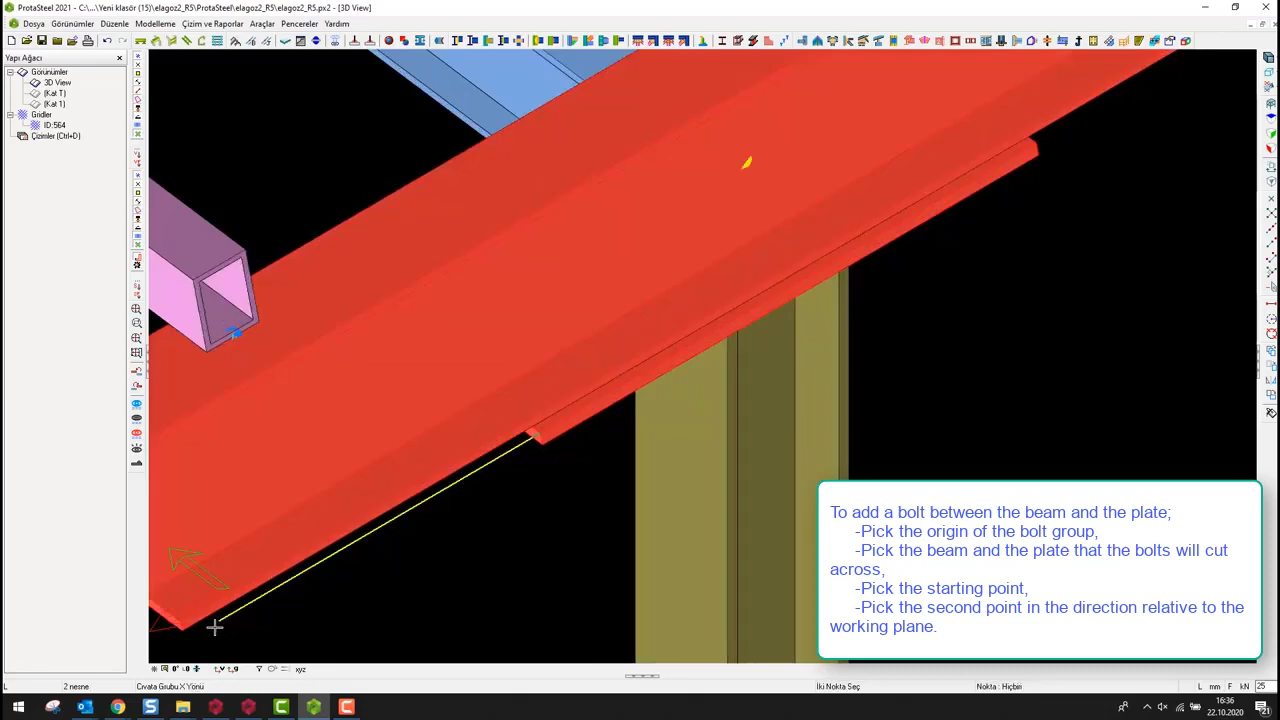 ProtaSteel 2021 - C:\...\Yeni klasör (15)\elagoz2_R5\ProtaSteel\elagoz2_R5\elagoz2_R5.px2 - [3D View]
Dosya Görünümler Düzenle Modelleme Çizim ve Raporlar Araçlar Pencereler Yardım
Yapı Ağacı
Görünümler
3D View
(Kat T)
(Kat 1)
Gridler
ID:564
Çizimler (Ctrl+D)
To add a bolt between the beam and the plate;
-Pick the origin of the bolt group,
-Pick the beam and the plate that the bolts will cut
across,
-Pick the starting point,
-Pick the second point in the direction relative to the
working plane.
xyz
L 2 nesne Cıvata Grubu X Yönü İki Nokta Seç Nokta : Hiçbiri L mm F kN 25
16:36
22.10.2020
21